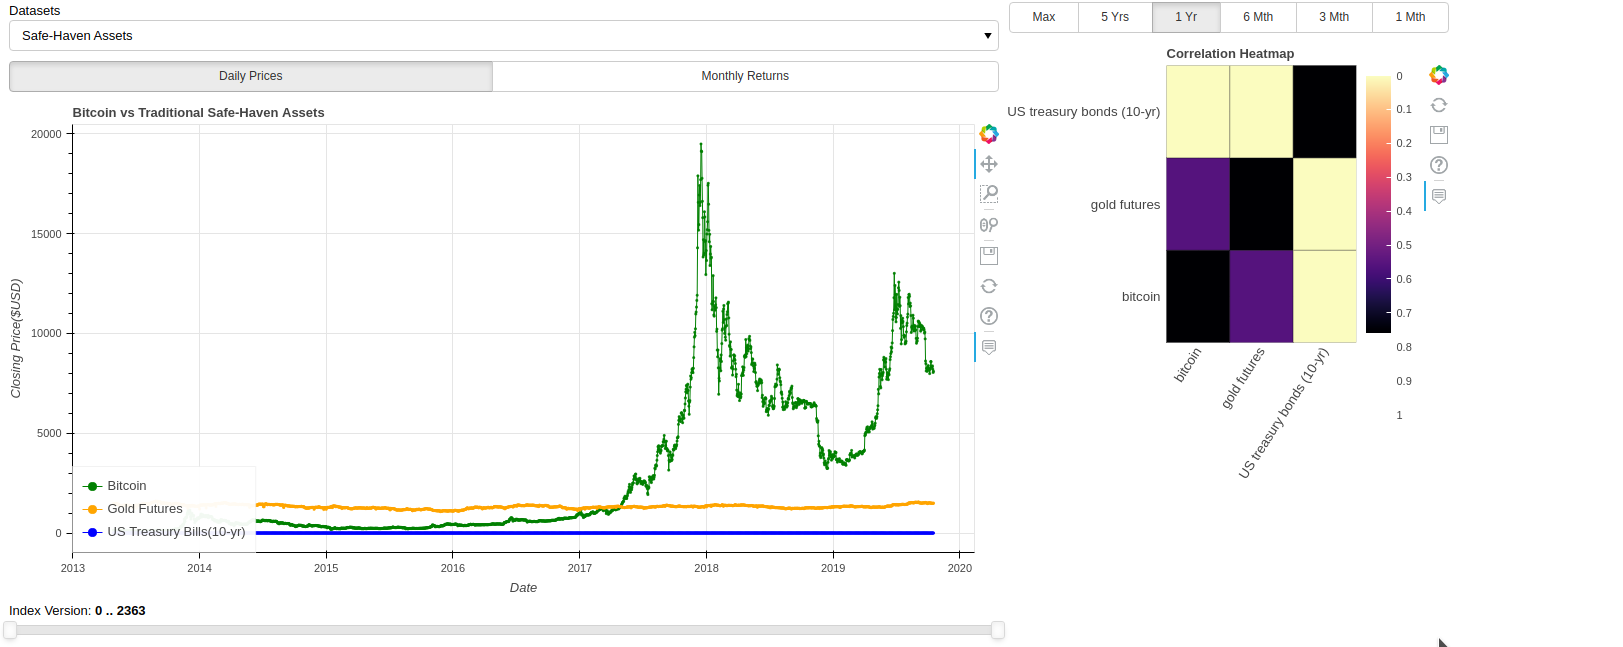 Datasets
Safe-Haven Assets
Daily Prices
Monthly Returns
Bitcoin vs Traditional Safe-Haven Assets
20000
15000
10000
5000
0
Closing Price($USD)
Bitcoin
Gold Futures
US Treasury Bills(10-yr)
2013 2014 2015 2016 2017 2018 2019 2020
Date
Index Version: 0 .. 2363
Max 5 Yrs 1 Yr 6 Mth 3 Mth 1 Mth
Correlation Heatmap
US treasury bonds (10-yr)
gold futures
bitcoin
bitcoin
gold futures
US treasury bonds (10-yr)
0
0.1
0.2
0.3
0.4
0.5
0.6
0.7
0.8
0.9
1